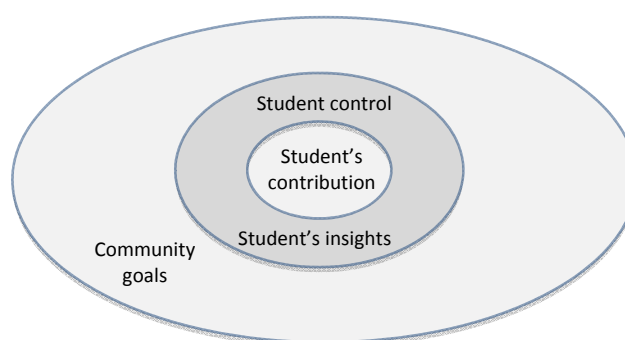 Student control
Student’s
contribution
Student’s insights
Community
goals